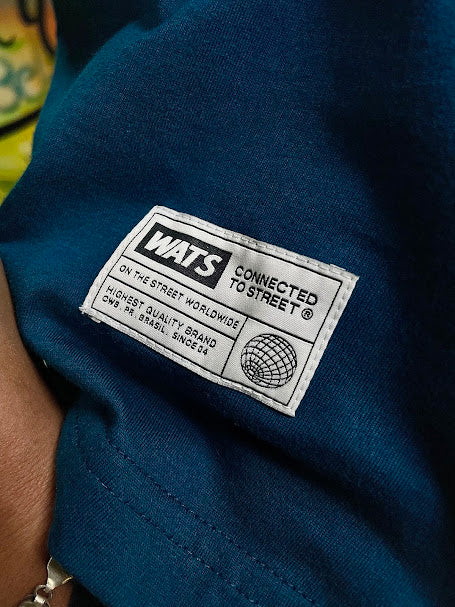 WATS
CONNECTED
TO STREET ®
ON THE STREET WORLDWIDE
HIGHEST QUALITY BRAND
CWB, PR, BRASIL, SINCE 04